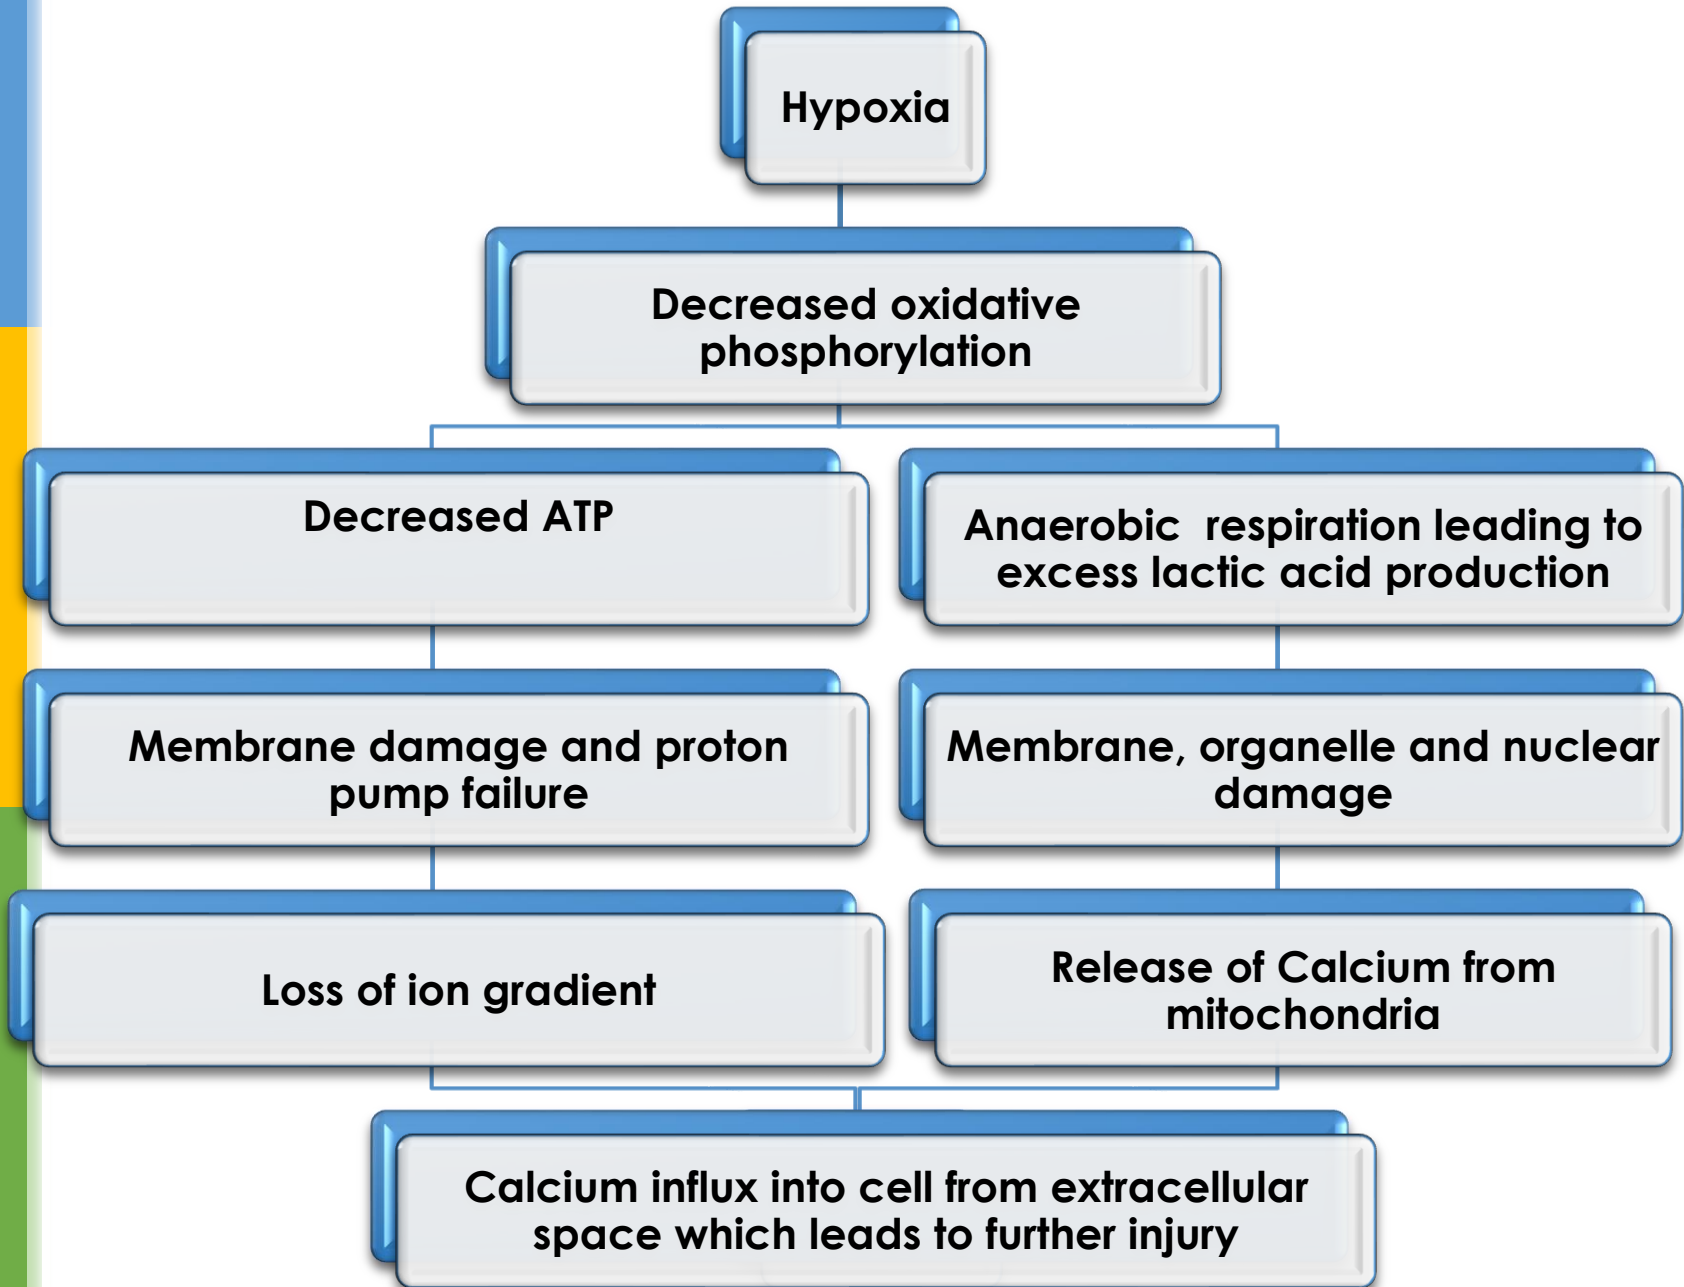 Hypoxia
Decreased oxidative
phosphorylation
Decreased ATP
Anaerobic  respiration leading to
excess lactic acid production
Membrane damage and proton
pump failure
Membrane, organelle and nuclear
damage
Loss of ion gradient
Release of Calcium from
mitochondria
Calcium influx into cell from extracellular
space which leads to further injury